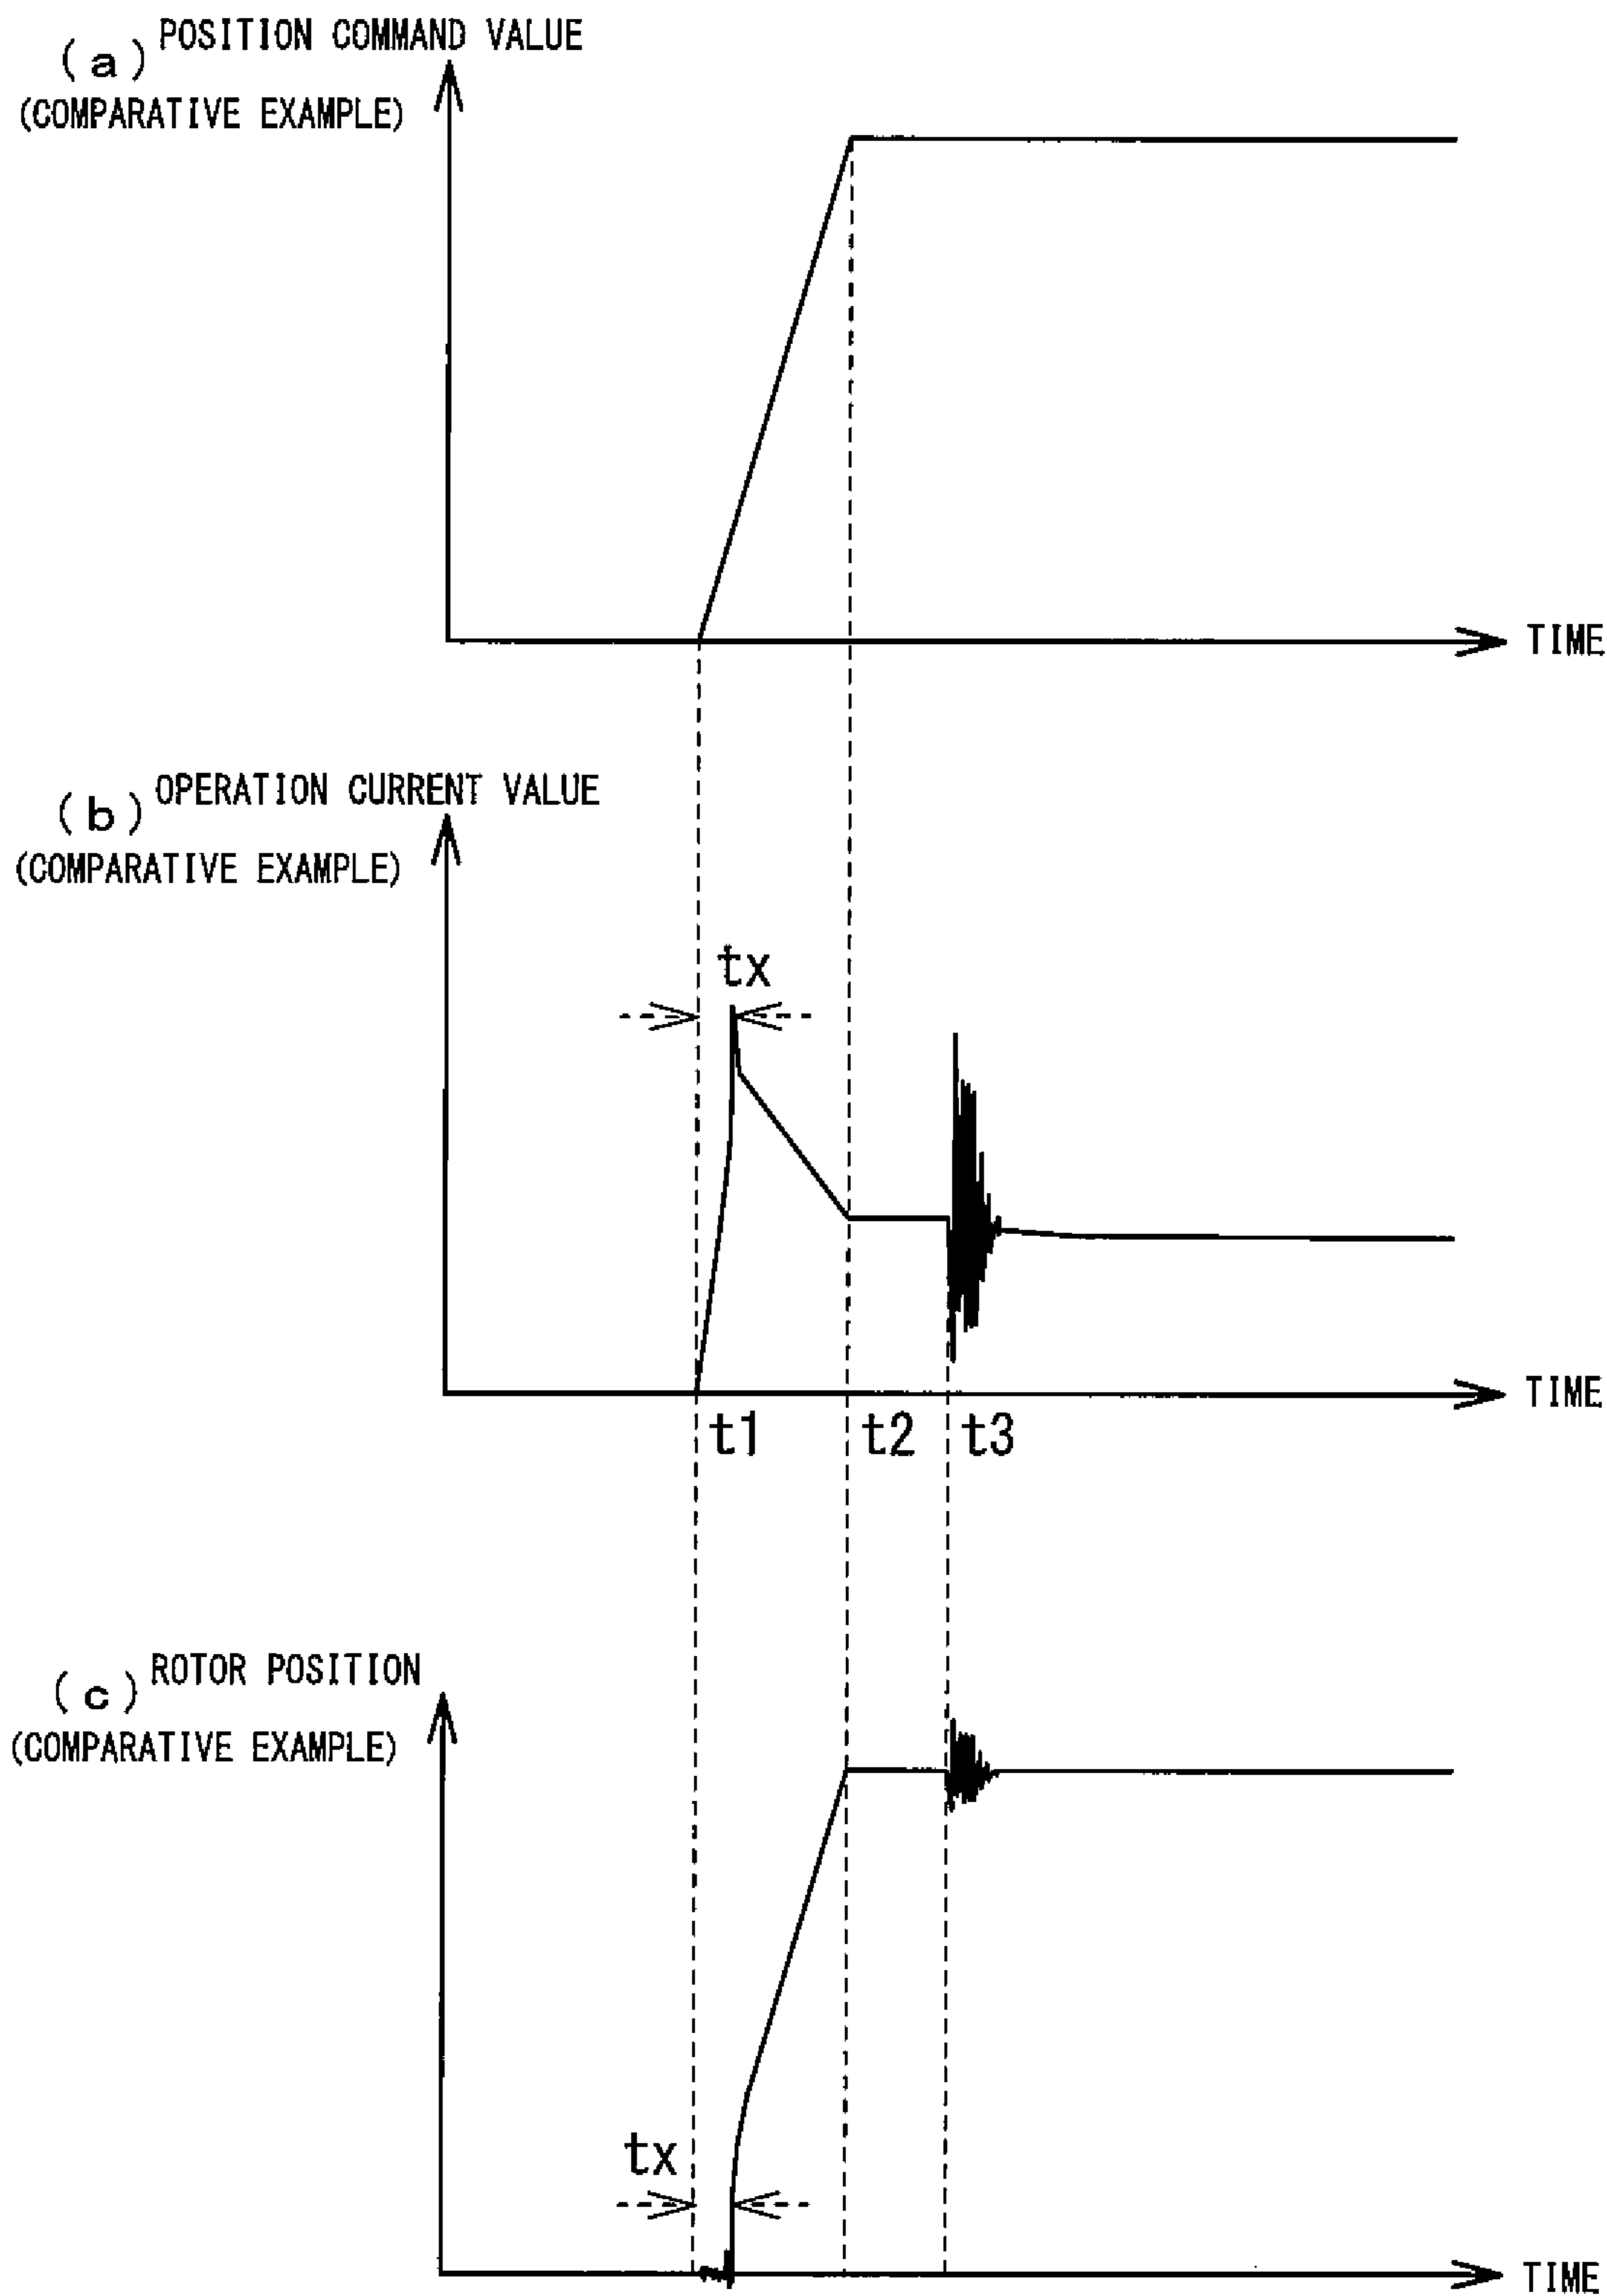 (a) POSITION COMMAND VALUE
(COMPARATIVE EXAMPLE)
TIME
(b) OPERATION CURRENT VALUE
(COMPARATIVE EXAMPLE)
tx
TIME
t1 t2 t3
(c) ROTOR POSITION
(COMPARATIVE EXAMPLE)
tx
TIME